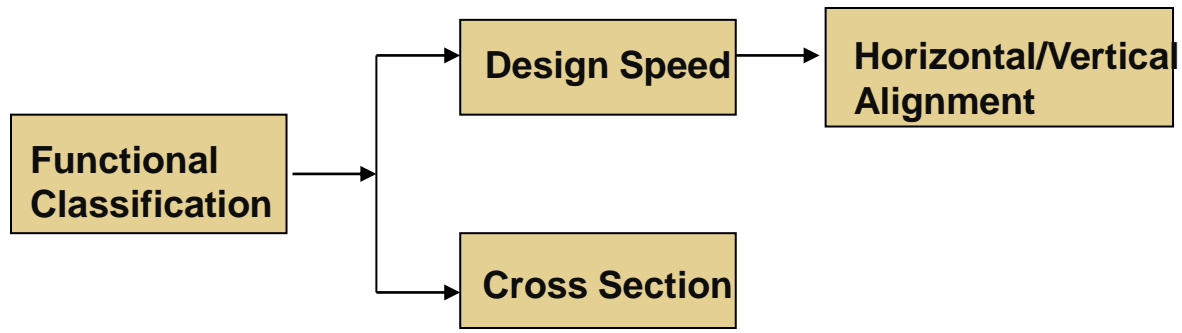 Functional
Classification
Design Speed
Horizontal/Vertical
Alignment
Cross Section